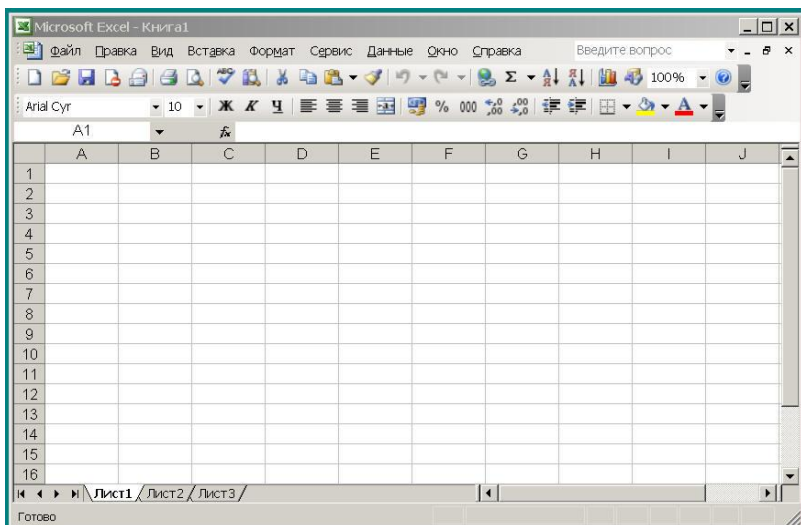 Microsoft Excel - Книга1
Файл Правка Вид Вставка Формат Сервис Данные Окно Справка Введите вопрос
100%
Arial Cyr 10 Ж К Ч % 000
A1 fx
A B C D E F G H I J
1
2
3
4
5
6
7
8
9
10
11
12
13
14
15
16
Лист1 Лист2 Лист3
Готово